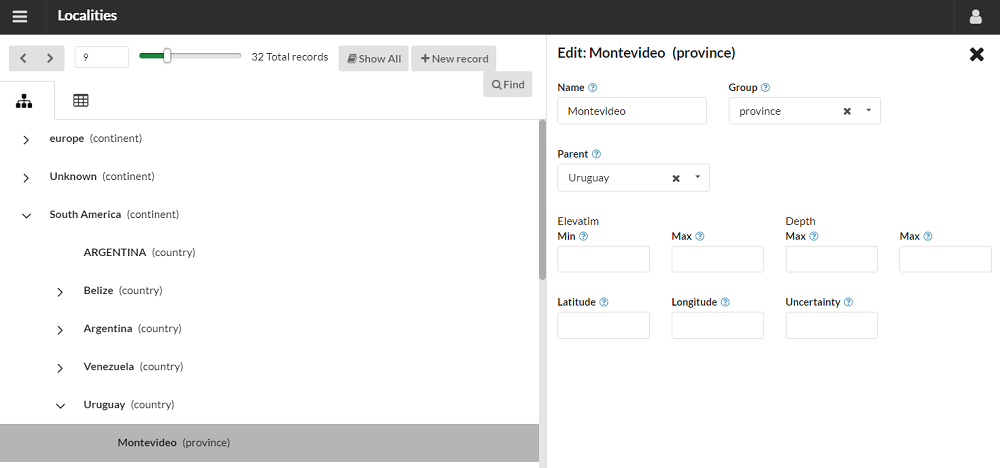 Localities
9
32 Total records
Show All
New record
Find
europe (continent)
Unknown (continent)
South America (continent)
ARGENTINA (country)
Belize (country)
Argentina (country)
Venezuela (country)
Uruguay (country)
Montevideo (province)
Edit: Montevideo (province)
Name ? Group ?
Montevideo province
Parent ?
Uruguay
Elevatim Depth
Min ? Max ? Max ? Max ?
Latitude ? Longitude ? Uncertainty ?